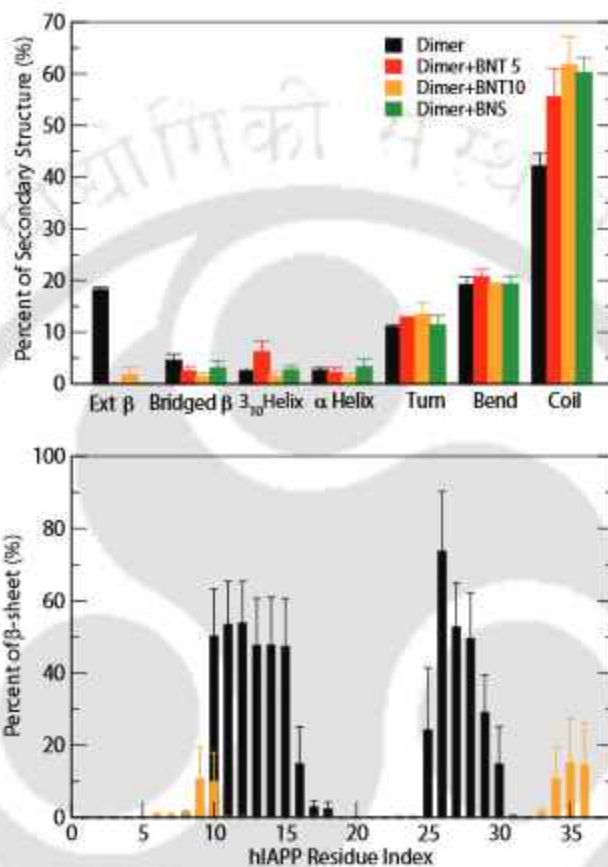 70
60
50
40
30
20
10
0
Percent of Secondary Structure (%)
Dimer
Dimer+BNT 5
Dimer+BNT10
Dimer+BNS
Ext β Bridged β 3₁₀Helix α Helix Turn Bend Coil
100
80
60
40
20
0
Percent of β-sheet (%)
0 5 10 15 20 25 30 35
hIAPP Residue Index